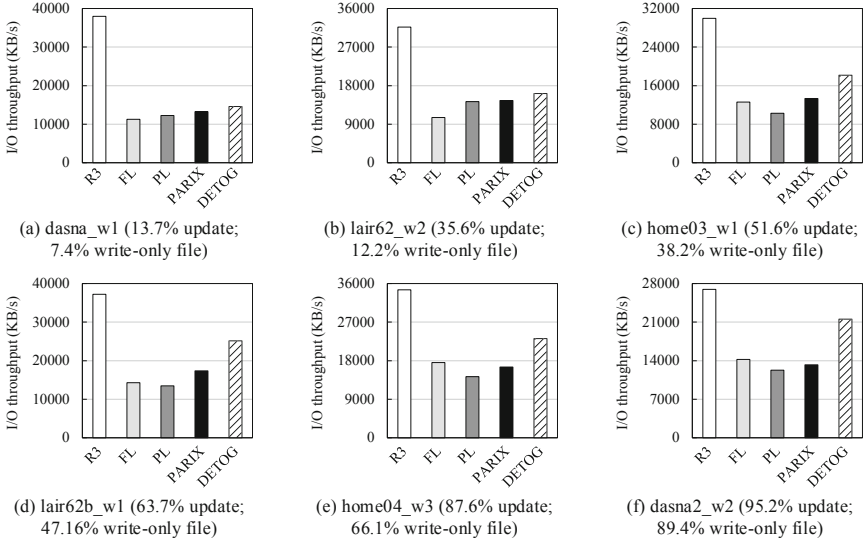 I/O throughput (KB/s)
40000
30000
20000
10000
0
R3
FL
PL
PARIX
DETOG
(a) dasna_w1 (13.7% update;
7.4% write-only file)
I/O throughput (KB/s)
36000
27000
18000
9000
0
R3
FL
PL
PARIX
DETOG
(b) lair62_w2 (35.6% update;
12.2% write-only file)
I/O throughput (KB/s)
32000
24000
16000
8000
0
R3
FL
PL
PARIX
DETOG
(c) home03_w1 (51.6% update;
38.2% write-only file)
I/O throughput (KB/s)
40000
30000
20000
10000
0
R3
FL
PL
PARIX
DETOG
(d) lair62b_w1 (63.7% update;
47.16% write-only file)
I/O throughput (KB/s)
36000
27000
18000
9000
0
R3
FL
PL
PARIX
DETOG
(e) home04_w3 (87.6% update;
66.1% write-only file)
I/O throughput (KB/s)
28000
21000
14000
7000
0
R3
FL
PL
PARIX
DETOG
(f) dasna2_w2 (95.2% update;
89.4% write-only file)